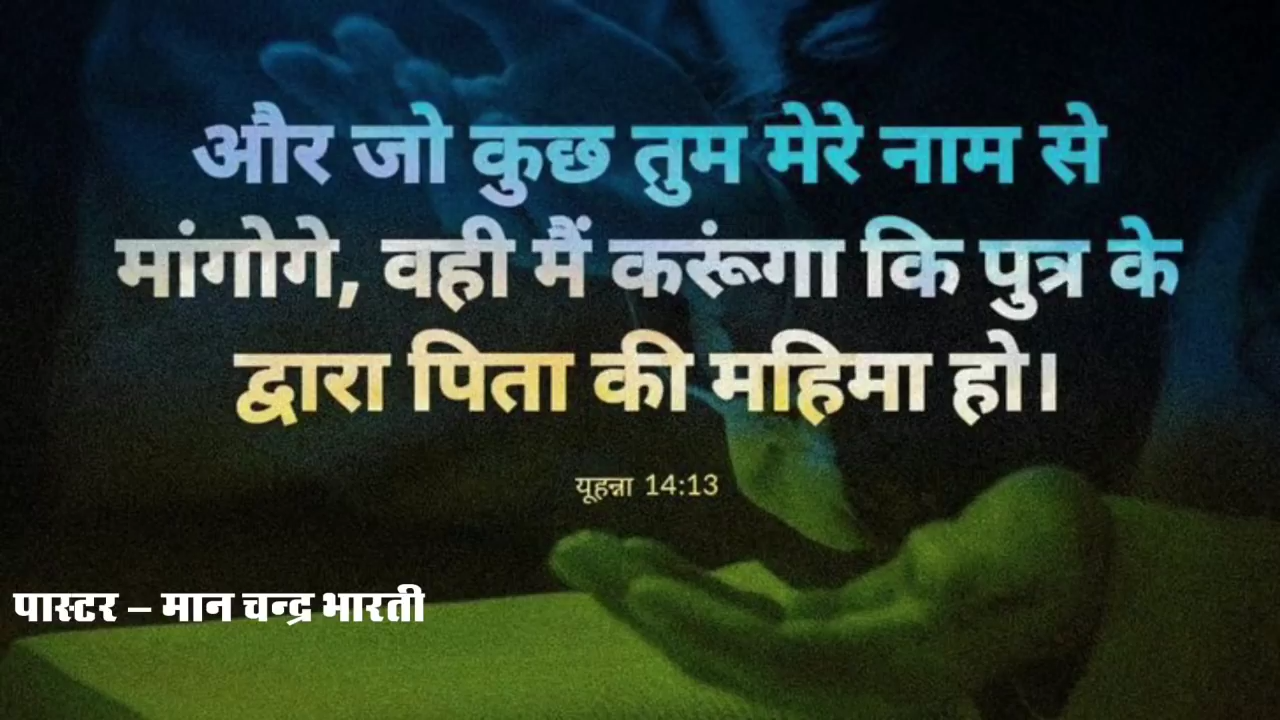 और जो कुछ तुम मेरे नाम से
मांगोगे, वही मैं करूंगा कि पुत्र के
द्वारा पिता की महिमा हो।
यूहन्ना 14:13
पास्टर – मान चन्द्र भारती